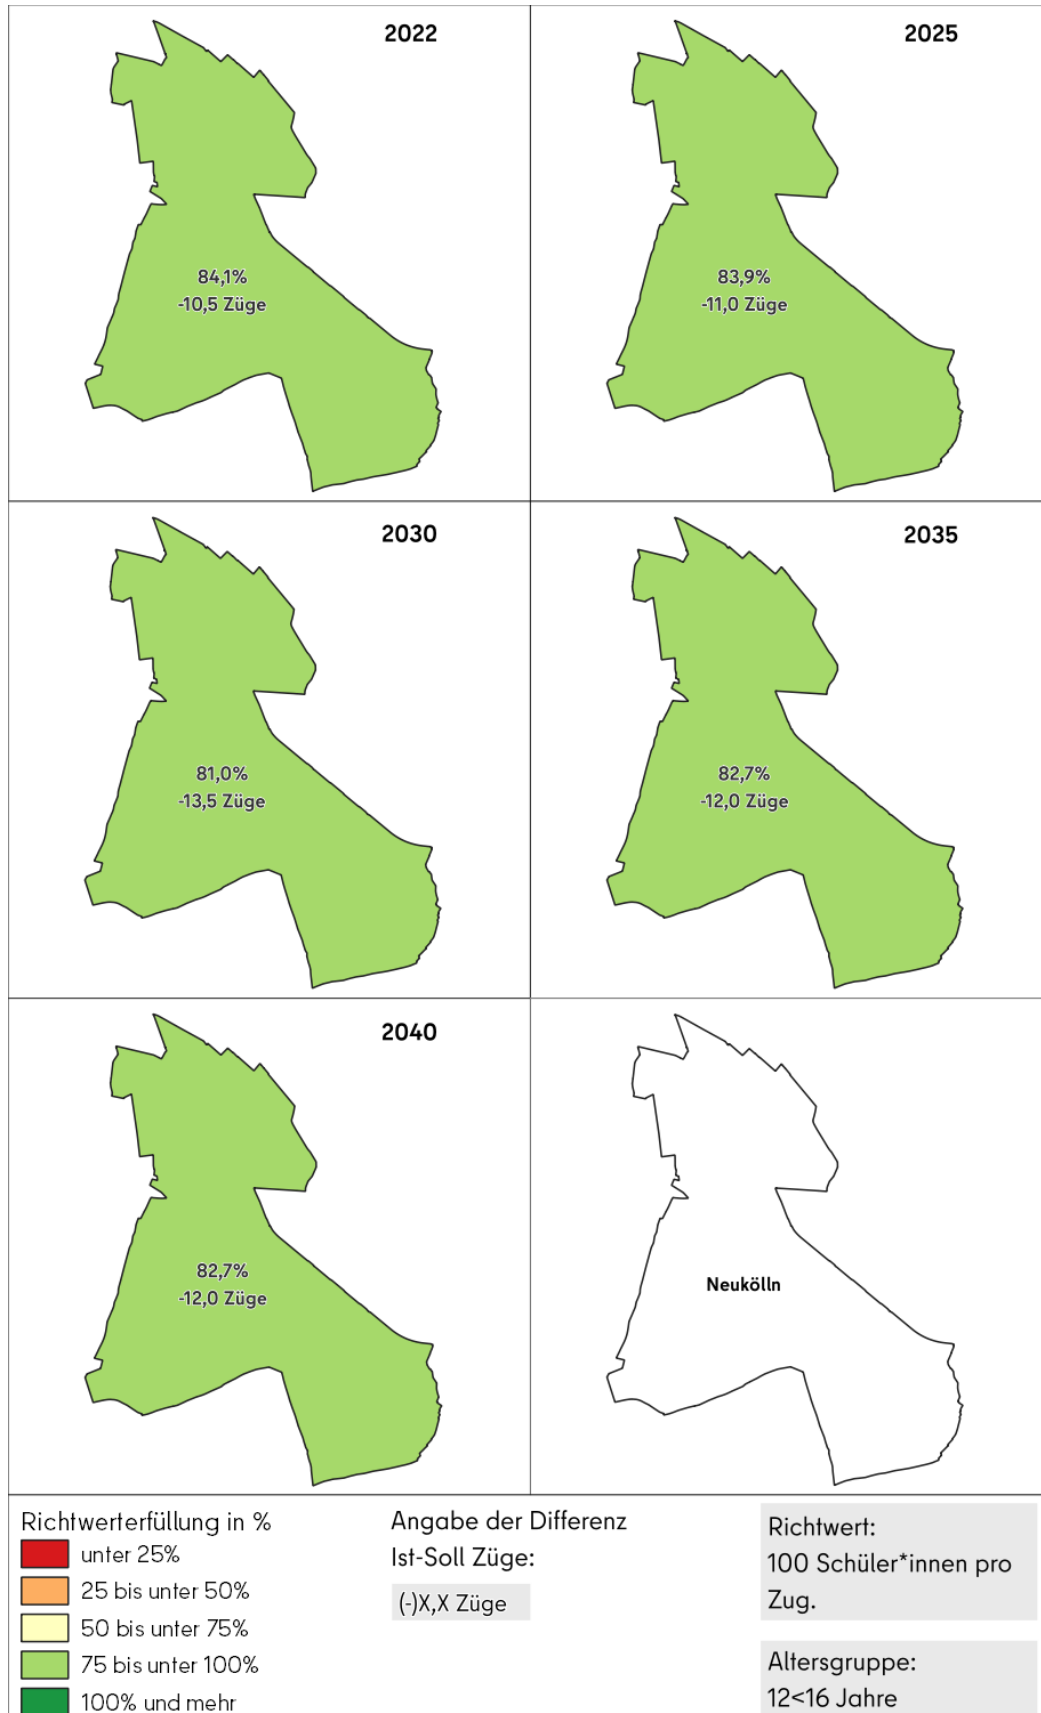 2022
84,1%
-10,5 Züge
2025
83,9%
-11,0 Züge
2030
81,0%
-13,5 Züge
2035
82,7%
-12,0 Züge
2040
82,7%
-12,0 Züge
Neukölln
Richtwerterfüllung in %
unter 25%
25 bis unter 50%
50 bis unter 75%
75 bis unter 100%
100% und mehr
Angabe der Differenz
Ist-Soll Züge:
(-)X,X Züge
Richtwert:
100 Schüler*innen pro
Zug.
Altersgruppe:
12<16 Jahre